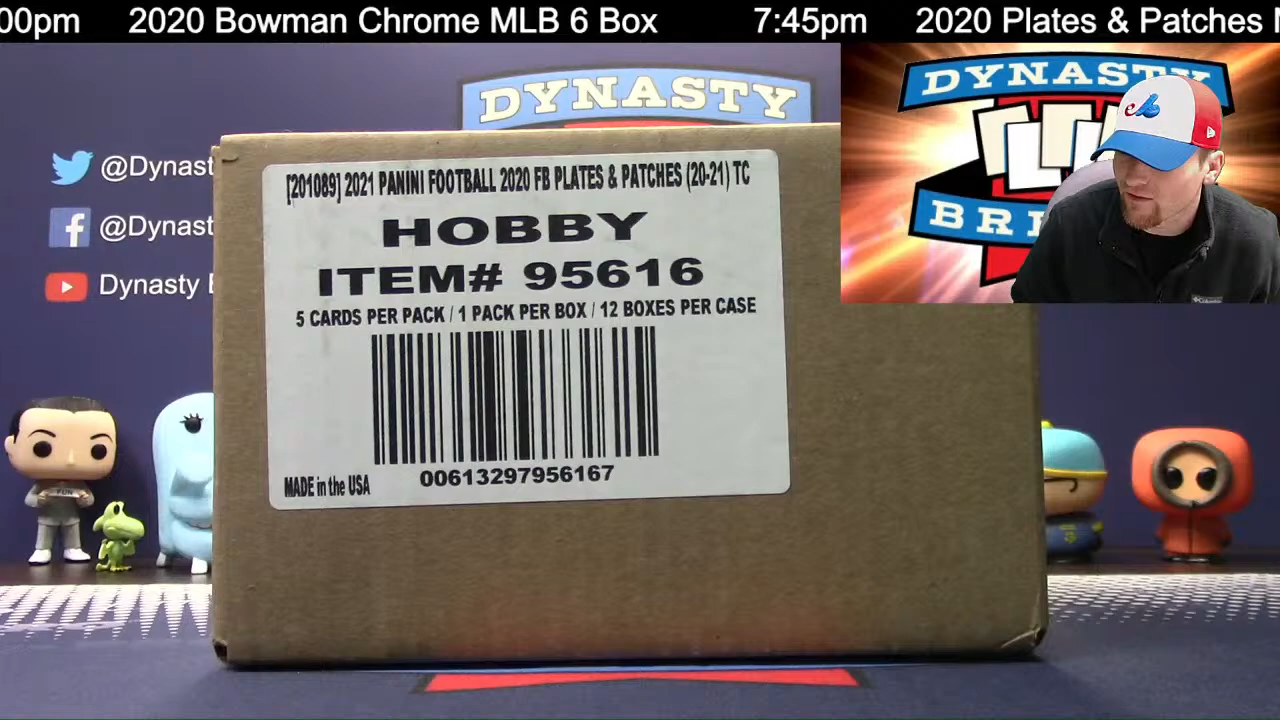 00pm 2020 Bowman Chrome MLB 6 Box 7:45pm 2020 Plates & Patches
DYNASTY
DYNASTY
BRE
@Dynast
@Dynast
Dynasty
[201089] 2021 PANINI FOOTBALL 2020 FB PLATES & PATCHES (20-21) TC
HOBBY
ITEM# 95616
5 CARDS PER PACK / 1 PACK PER BOX / 12 BOXES PER CASE
MADE in the USA
00613297956167
FUN